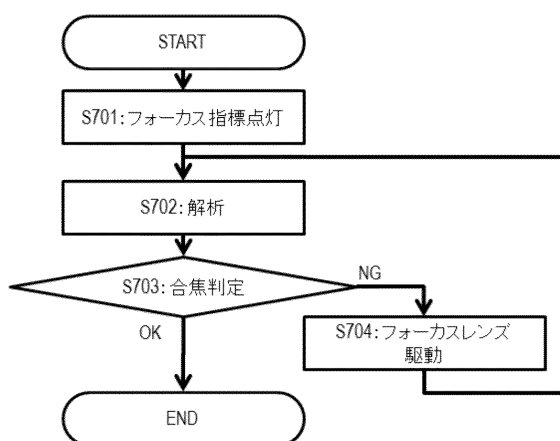 START
S701:フォーカス指標点灯
S702:解析
S703:合焦判定
NG
OK
S704:フォーカスレンズ
駆動
END